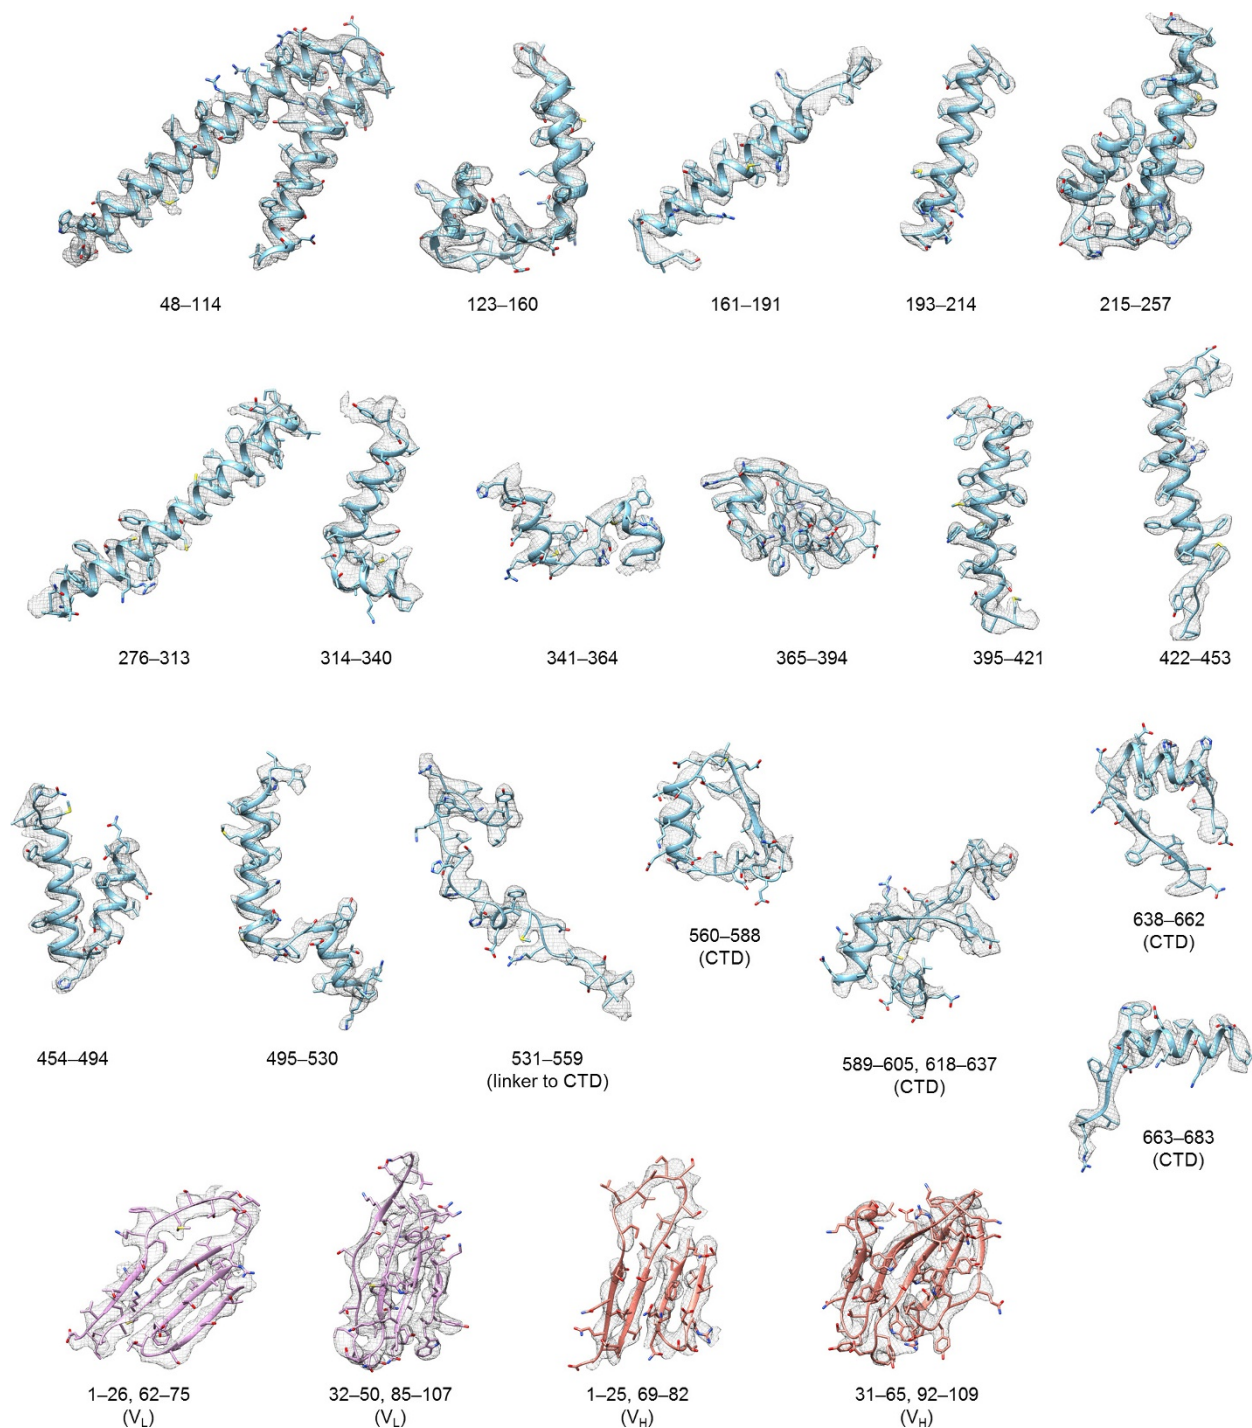 48–114
123–160
161–191
193–214
215–257
276–313
314–340
341–364
365–394
395–421
422–453
454–494
495–530
531–559
(linker to CTD)
560–588
(CTD)
589–605, 618–637
(CTD)
638–662
(CTD)
663–683
(CTD)
1–26, 62–75
(VL)
32–50, 85–107
(VL)
1–25, 69–82
(VH)
31–65, 92–109
(VH)